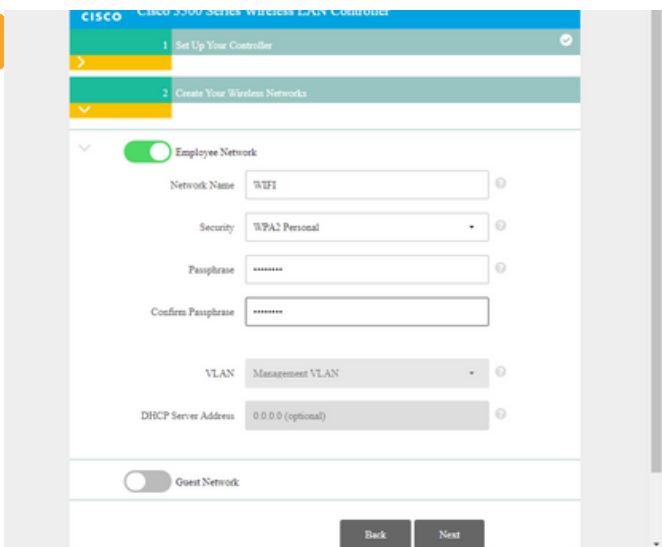 CISCO Cisco 3500 Series Wireless LAN Controller
1 Set Up Your Controller
2 Create Your Wireless Networks
Employee Network
Network Name WIFI
Security WPA2 Personal
Passphrase ••••••••
Confirm Passphrase ••••••••
VLAN Management VLAN
DHCP Server Address 0.0.0.0 (optional)
Guest Network
Back Next